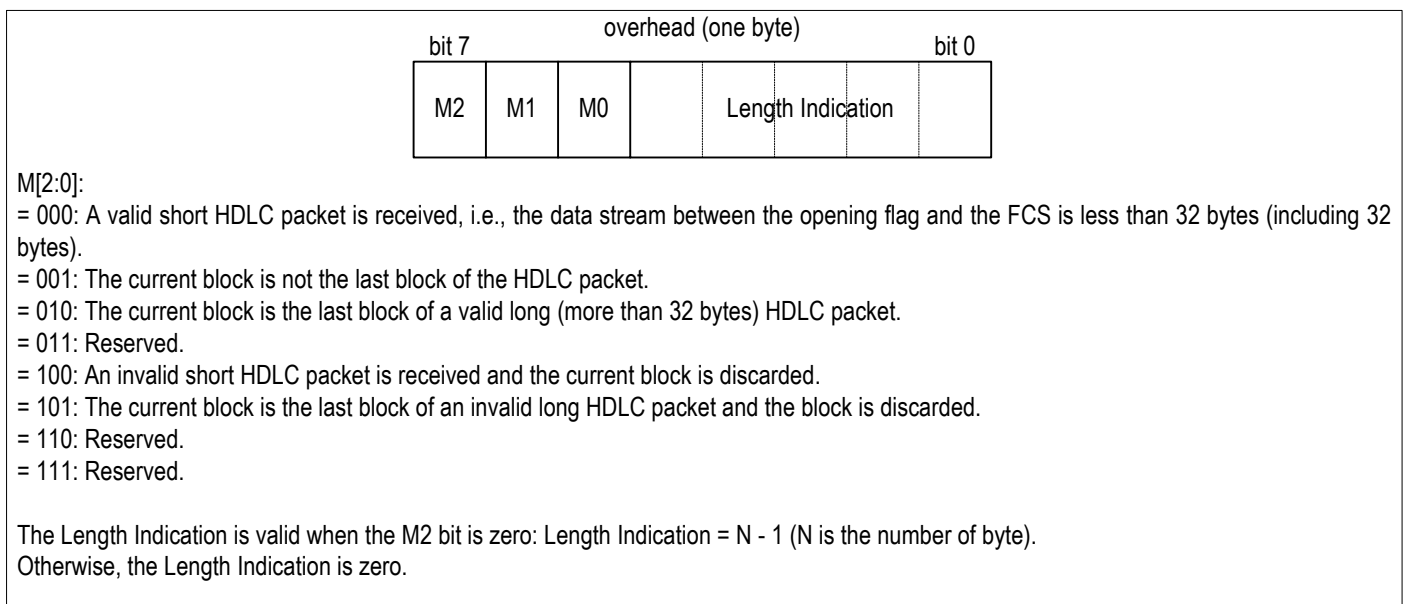 overhead (one byte)
bit 7 bit 0
M2 M1 M0 Length Indication
M[2:0]:
= 000: A valid short HDLC packet is received, i.e., the data stream between the opening flag and the FCS is less than 32 bytes (including 32
bytes).
= 001: The current block is not the last block of the HDLC packet.
= 010: The current block is the last block of a valid long (more than 32 bytes) HDLC packet.
= 011: Reserved.
= 100: An invalid short HDLC packet is received and the current block is discarded.
= 101: The current block is the last block of an invalid long HDLC packet and the block is discarded.
= 110: Reserved.
= 111: Reserved.
The Length Indication is valid when the M2 bit is zero: Length Indication = N - 1 (N is the number of byte).
Otherwise, the Length Indication is zero.